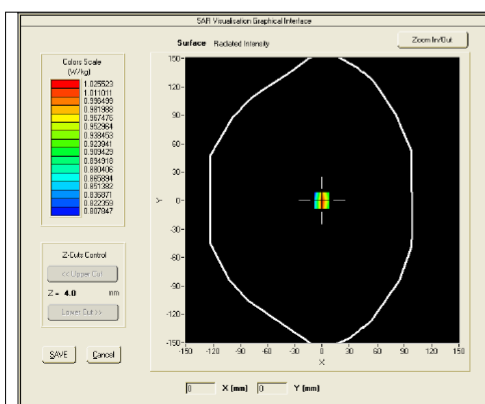 SAR Visualisation Graphical Interface
Surface Radiated Intensity
Zoom In/Out
Colors Scale
(W/kg)
1.025523
1.011011
0.996499
0.981988
0.967476
0.952964
0.938453
0.923941
0.909429
0.894918
0.880406
0.865894
0.851382
0.836871
0.822359
0.807847
150-
120-
90-
60-
30-
Y 0-
-30-
-60-
-90-
-120-
-150-
-150 -120 -90 -60 -30 0 30 60 90 120 150
X
Z-Cuts Control
<< Upper Cut
Z = 4.0 mm
Lower Cut >>
SAVE Cancel
0 X (mm) 0 Y (mm)